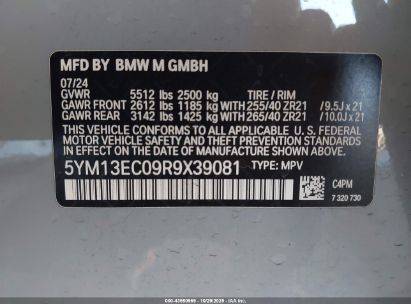 MFD BY BMW M GMBH
07/24
GVWR 5512 lbs 2500 kg TIRE / RIM
GAWR FRONT 2612 lbs 1185 kg WITH 255/40 ZR21 / 9.5J x 21
GAWR REAR 3142 lbs 1425 kg WITH 265/40 ZR21 / 10.0J x 21
THIS VEHICLE CONFORMS TO ALL APPLICABLE U.S. FEDERAL
MOTOR VEHICLE SAFETY STANDARDS IN EFFECT ON THE
DATE OF MANUFACTURE SHOWN ABOVE.
5YM13EC09R9X39081 TYPE: MPV
C4PM
7 320 730